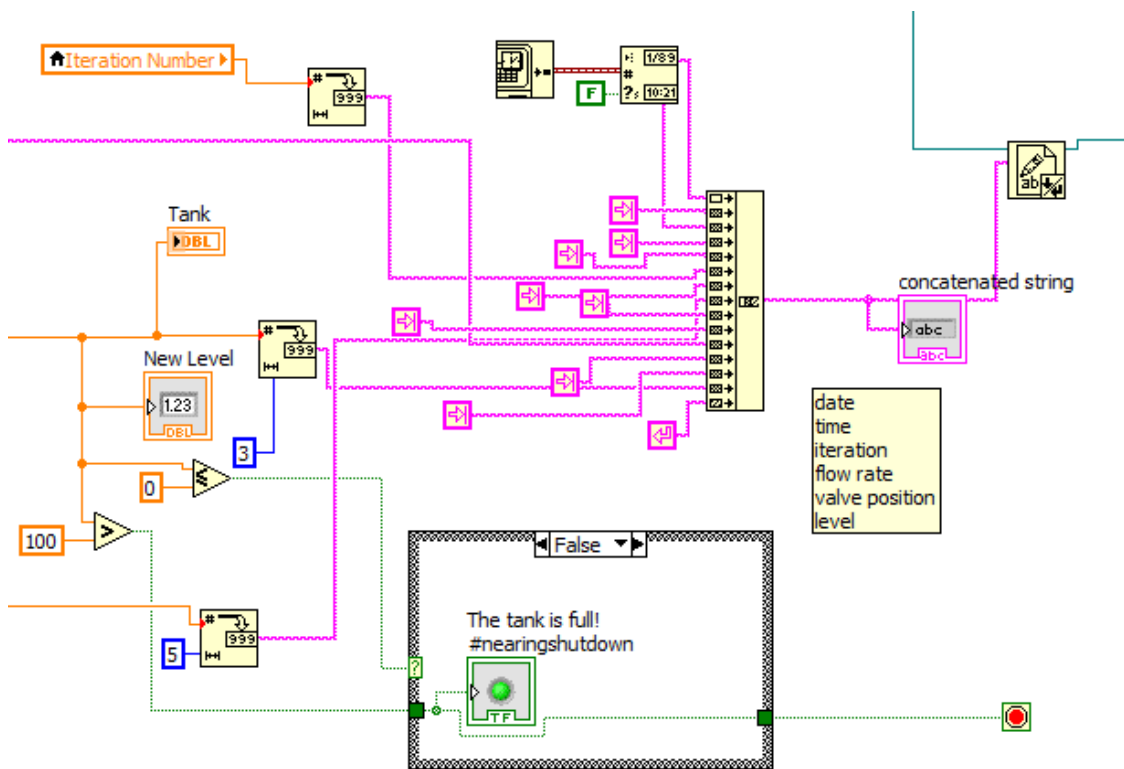 Iteration Number
#
999
#
1/89
?s
10:21
F
Tank
DBL
ab
concatenated string
abc
abc
#
999
New Level
1.23
DBL
3
0
≤
100
>
date
time
iteration
flow rate
valve position
level
False
#
999
5
The tank is full!
#nearingshutdown
?
TF